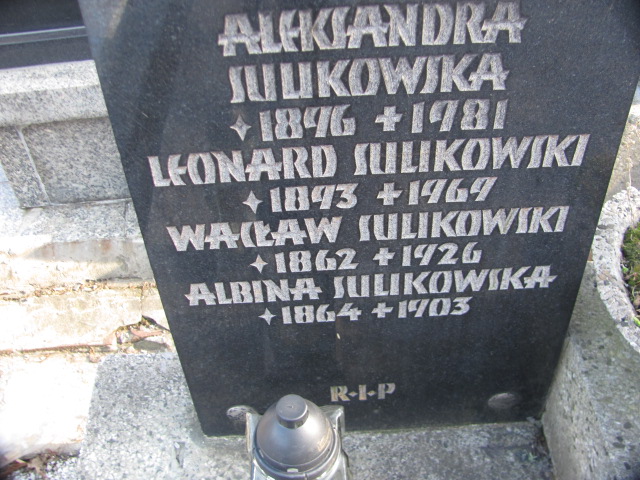 ALEKSANDRA
SULIKOWSKA
✦1896 +1981
LEONARD SULIKOWSKI
✦1893 +1969
WACŁAW SULIKOWSKI
✦1862 +1926
ALBINA SULIKOWSKA
✦1864 +1903
R·I·P